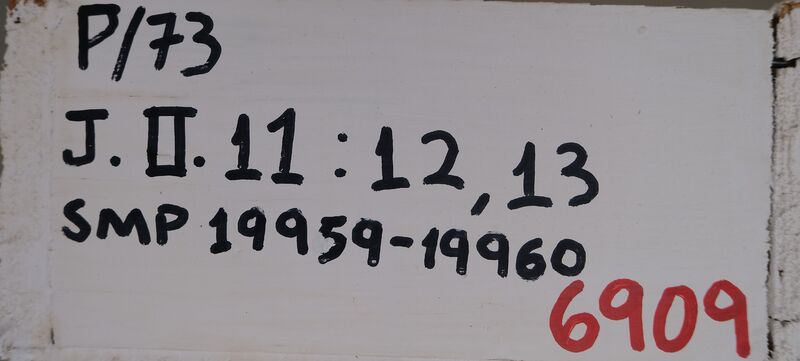 P/73
J. II. 11 : 12, 13
SMP 19959-19960
6909